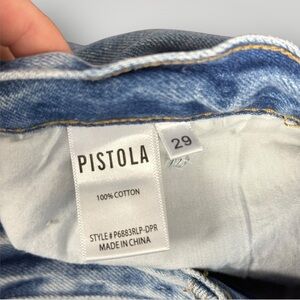 PISTOLA
29
100% COTTON
STYLE # P6883RLP-DPR
MADE IN CHINA